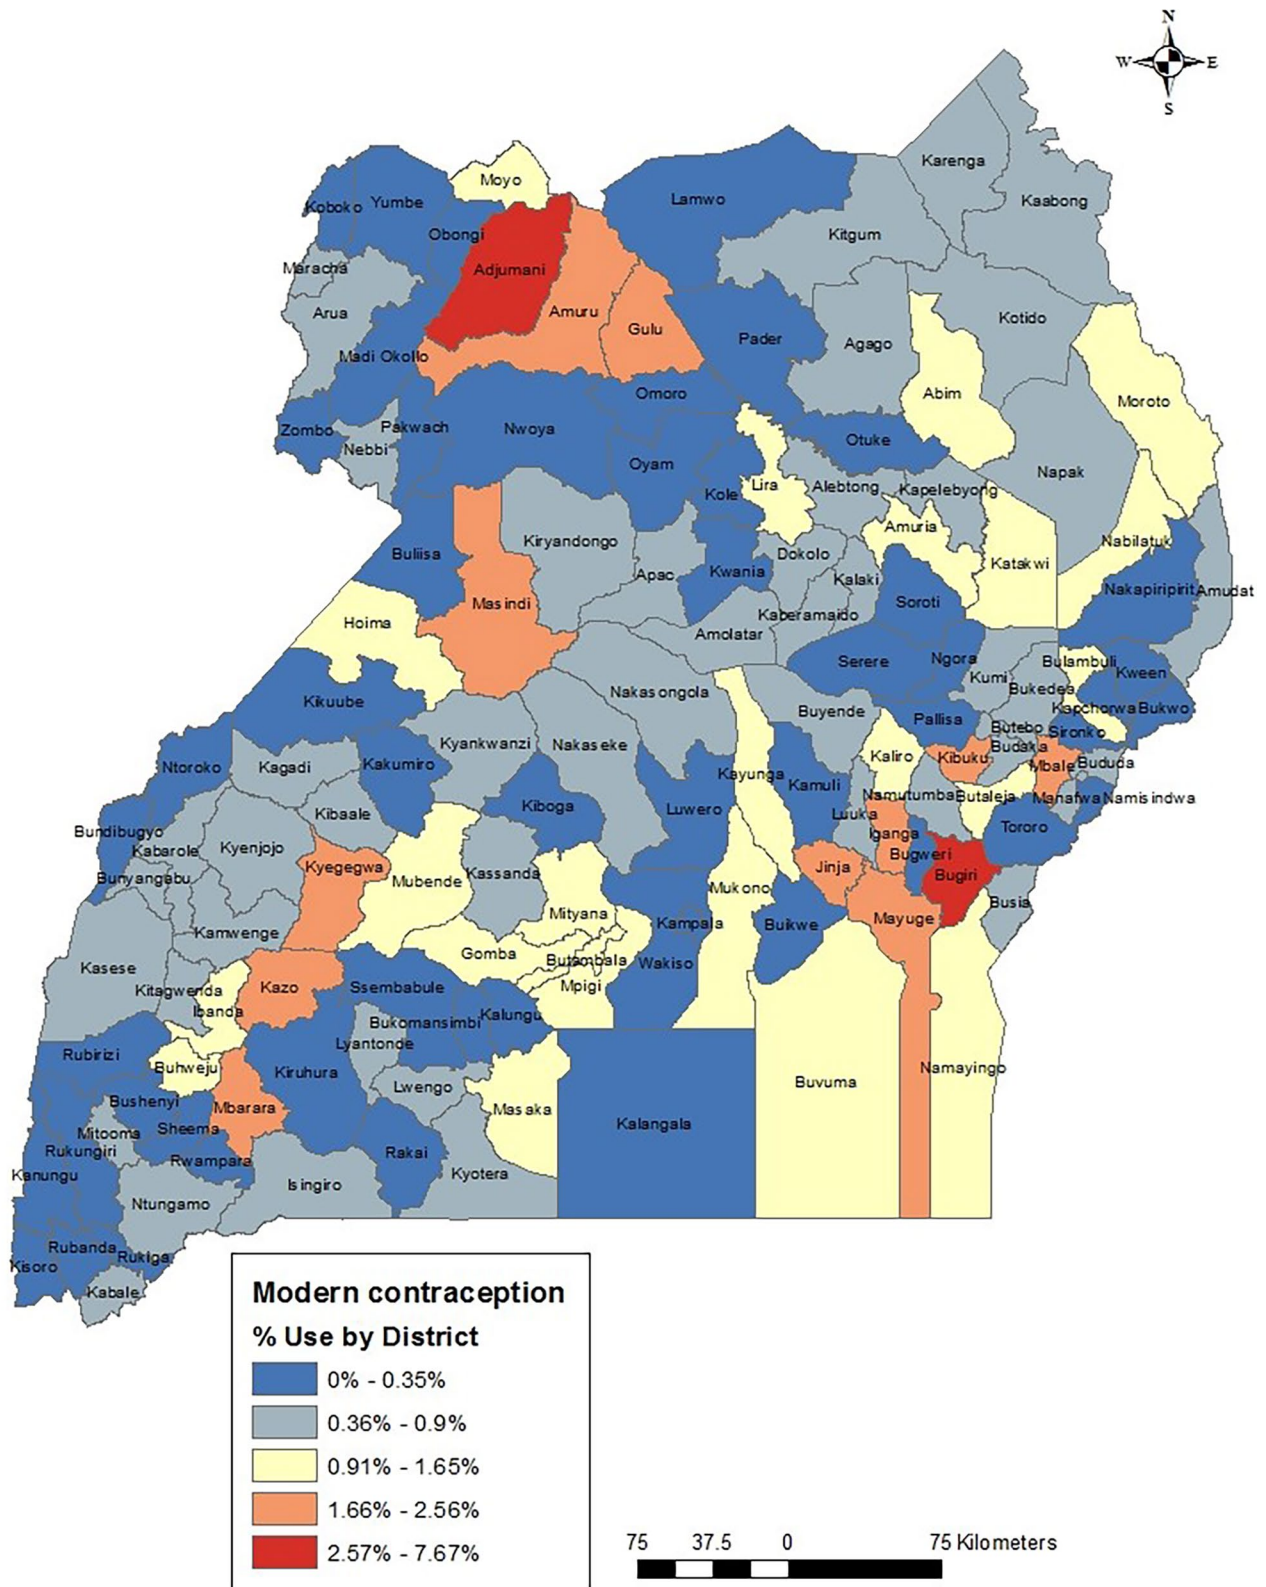 N
W E
S
Karenga
Kaabong
Moyo
Koboko
Yumbe
Lamwo
Obongi
Kitgum
Maracha
Adjumani
Arua
Amuru
Gulu
Kotido
Madi Okollo
Pader
Agago
Omoro
Abim
Moroto
Zombo
Pakwach
Nwoya
Otuke
Nebbi
Oyam
Napak
Kole
Lira
Alebtong
Kapelebyong
Amuria
Nabilatuk
Buliisa
Kiryandongo
Dokolo
Katakwi
Apac
Kwania
Kalaki
Nakapiripirit
Amudat
Masindi
Soroti
Hoima
Kaberamaido
Amolatar
Serere
Ngora
Bulambuli
Kween
Kumi
Bukedea
Nakasongola
Kikuube
Buyende
Pallisa
Kapchorwa
Bukwo
Kyankwanzi
Nakaseke
Butebo
Sironko
Budaka
Kaliro
Kibuku
Mbale
Bududa
Ntoroko
Kagadi
Kakumiro
Kayunga
Kamuli
Namutumba
Butaleja
Manafwa
Namisindwa
Kiboga
Luwero
Kibaale
Luuka
Iganga
Tororo
Bundibugyo
Kabarole
Kyenjojo
Bugweri
Kyegegwa
Jinja
Bugiri
Bunyangabu
Mubende
Kassanda
Mukono
Busia
Mityana
Mayuge
Kampala
Buikwe
Kamwenge
Gomba
Butambala
Wakiso
Kasese
Kitagwenda
Kazo
Ssembabule
Mpigi
Ibanda
Kalungu
Bukomansimbi
Lyantonde
Rubirizi
Buhweju
Kiruhura
Lwengo
Buvuma
Namayingo
Bushenyi
Mbarara
Masaka
Kalangala
Sheema
Mitooma
Rukungiri
Rwampara
Rakai
Kanungu
Isingiro
Kyotera
Ntungamo
Rubanda
Rukiga
Kisoro
Kabale
Modern contraception
% Use by District
0% - 0.35%
0.36% - 0.9%
0.91% - 1.65%
1.66% - 2.56%
2.57% - 7.67%
75 37.5 0 75 Kilometers